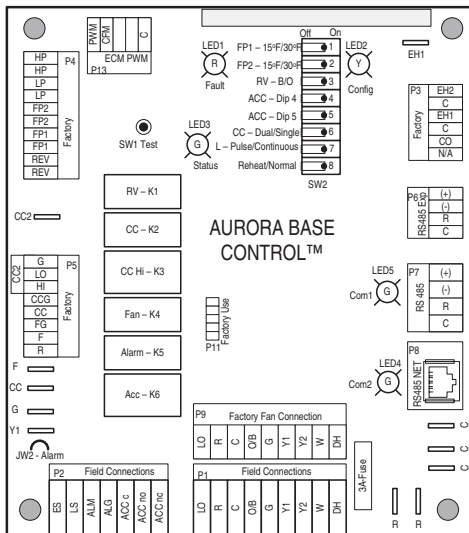 PWM
CFM
C
ECM PWM
P13
LED1
R
Fault
Off On
FP1 – 15ºF/30ºF 1
FP2 – 15ºF/30ºF 2
RV – B/O 3
ACC – Dip 4 4
ACC – Dip 5 5
CC – Dual/Single 6
L – Pulse/Continuous 7
Reheat/Normal 8
SW2
LED2
Y
Config
EH1
HP
HP
LP
LP
FP2
FP2
FP1
FP1
REV
REV
P4
Factory
SW1 Test
LED3
G
Status
P3
Factory
EH2
C
EH1
C
CO
N/A
RV – K1
CC – K2
CC Hi – K3
Fan – K4
Alarm – K5
Acc – K6
AURORA BASE
CONTROL™
P6
RS485 Exp
(+)
(-)
R
C
CC2
CC2
G
LO
HI
CCG
CC
FG
F
R
P5
Factory
Factory Use
P11
LED5
Com1
G
P7
RS 485
(+)
(-)
R
C
LED4
Com2
G
P8
RS485 NET
F
CC
G
Y1
JW2 - Alarm
P9 Factory Fan Connection
LO
R
C
O/B
G
Y1
Y2
W
DH
3A-Fuse
C
C
C
P2 Field Connections
ES
LS
ALM
ALG
ACC c
ACC no
ACC nc
P1 Field Connections
LO
R
C
O/B
G
Y1
Y2
W
DH
R
R